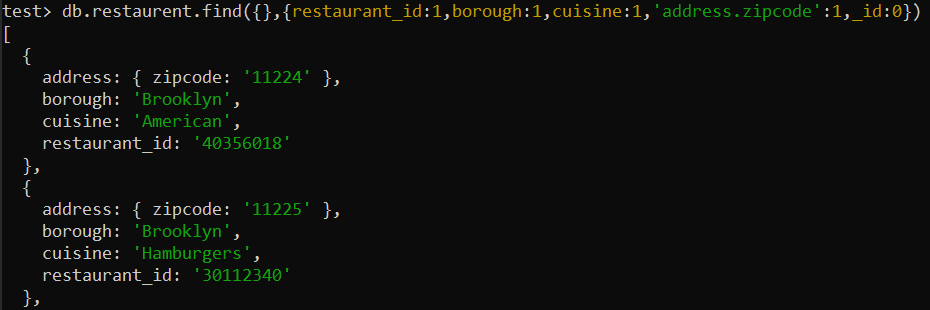 test> db.restaurent.find({},{restaurant_id:1,borough:1,cuisine:1,'address.zipcode':1,_id:0})
[
  {
    address: { zipcode: '11224' },
    borough: 'Brooklyn',
    cuisine: 'American',
    restaurant_id: '40356018'
  },
  {
    address: { zipcode: '11225' },
    borough: 'Brooklyn',
    cuisine: 'Hamburgers',
    restaurant_id: '30112340'
  },